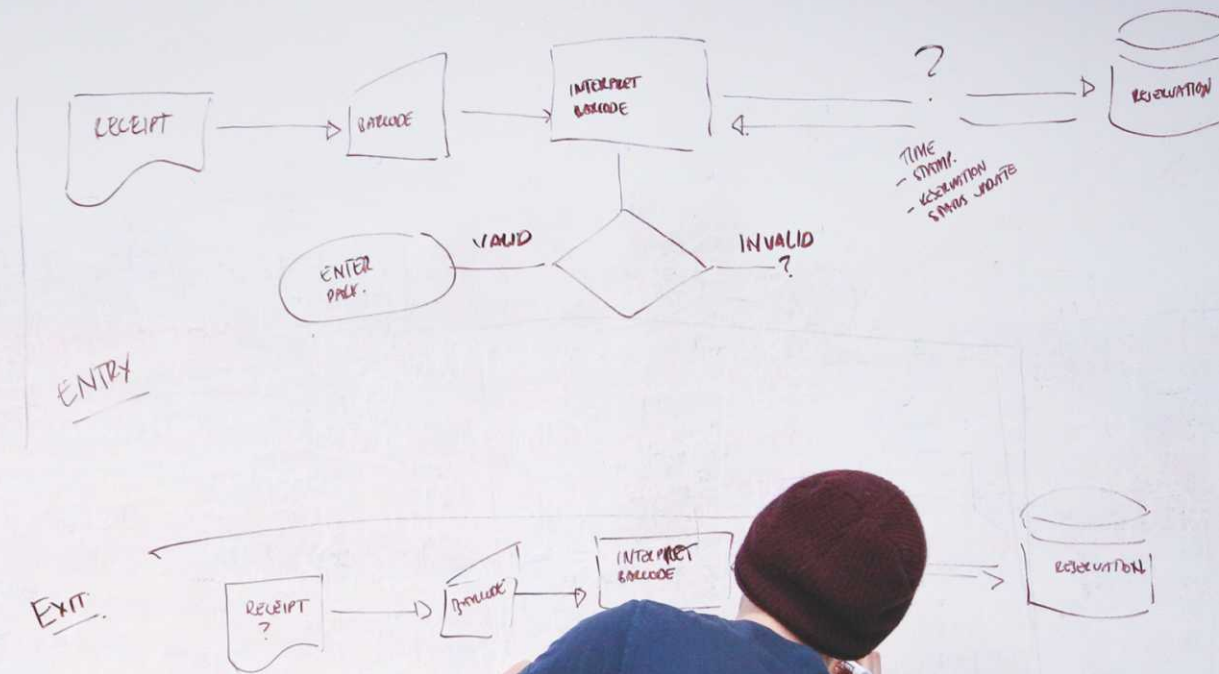 RECEIPT
BARCODE
INTERPRET
BARCODE
?
RESERVATION
TIME
- STAMP.
- RESERVATION
STATUS UPDATE
VALID
INVALID
?
ENTER
PARK.
ENTRY
EXIT.
RECEIPT
?
BARCODE
INTERPRET
BARCODE
RESERVATION